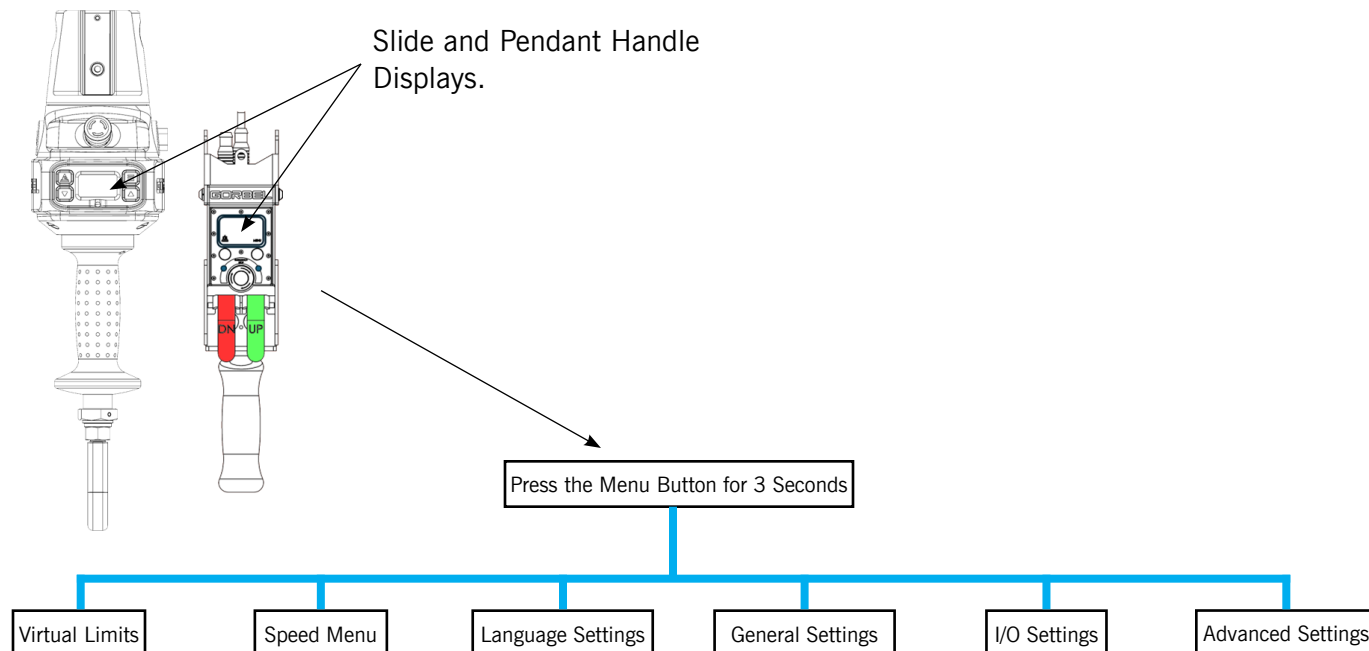 Slide and Pendant Handle
Displays.
GORBEL
DN UP
Press the Menu Button for 3 Seconds
Virtual Limits
Speed Menu
Language Settings
General Settings
I/O Settings
Advanced Settings